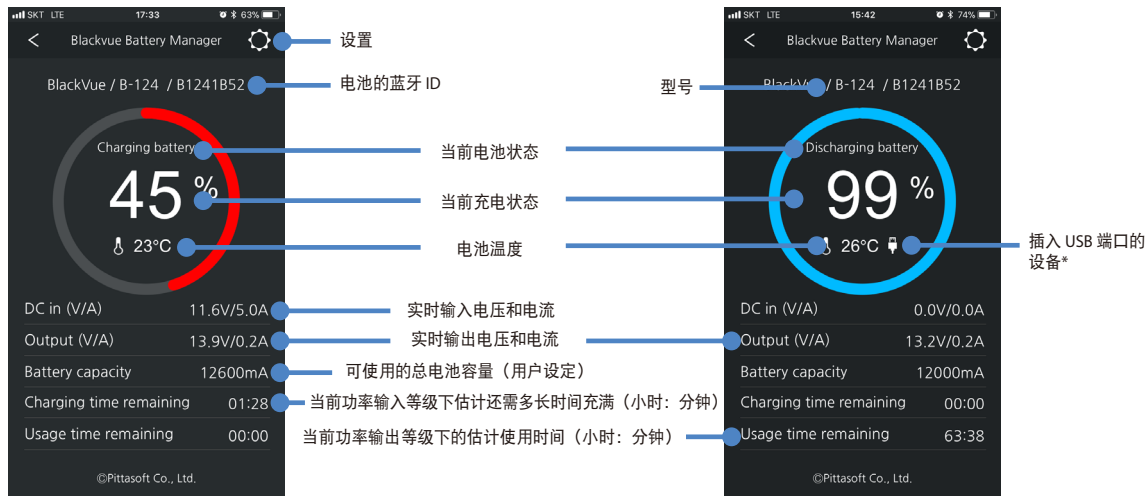 SKT LTE 17:33 63%
Blackvue Battery Manager
BlackVue / B-124 / B1241B52
Charging battery
45 %
23°C
DC in (V/A) 11.6V/5.0A
Output (V/A) 13.9V/0.2A
Battery capacity 12600mA
Charging time remaining 01:28
Usage time remaining 00:00
©Pittasoft Co., Ltd.
设置
电池的蓝牙 ID
型号
当前电池状态
当前充电状态
电池温度
实时输入电压和电流
实时输出电压和电流
可使用的总电池容量（用户设定）
当前功率输入等级下估计还需多长时间充满（小时：分钟）
当前功率输出等级下的估计使用时间（小时：分钟）
SKT LTE 15:42 74%
Blackvue Battery Manager
BlackVue / B-124 / B1241B52
Discharging battery
99 %
26°C
DC in (V/A) 0.0V/0.0A
Output (V/A) 13.2V/0.2A
Battery capacity 12000mA
Charging time remaining 00:00
Usage time remaining 63:38
©Pittasoft Co., Ltd.
插入 USB 端口的
设备*